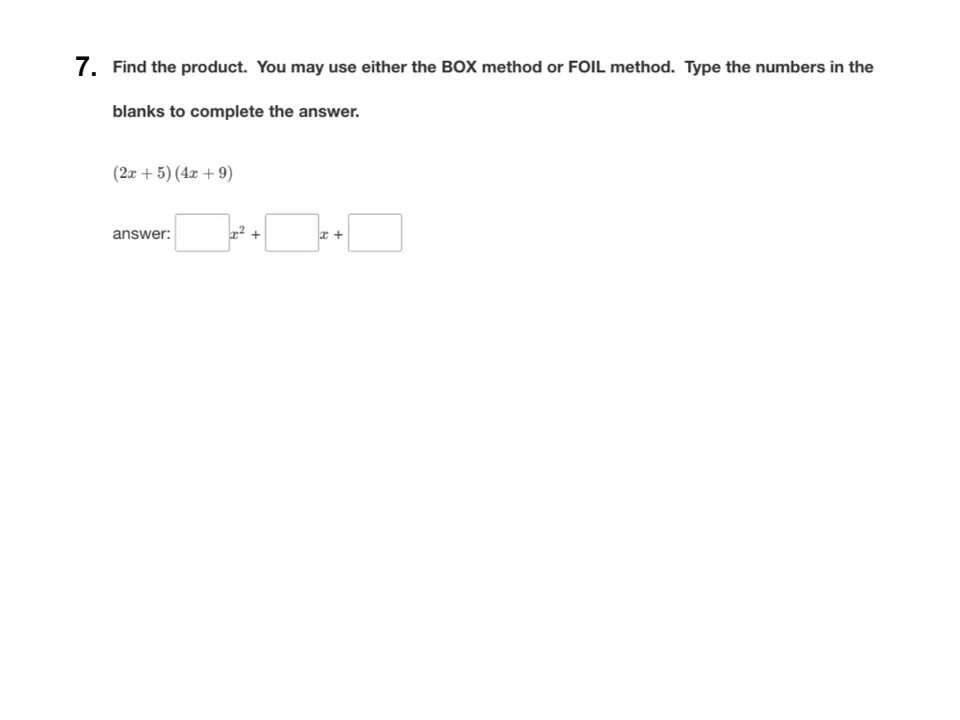 7. Find the product.  You may use either the BOX method or FOIL method.  Type the numbers in the
blanks to complete the answer.
(2x + 5)(4x + 9)
answer: x² + x +